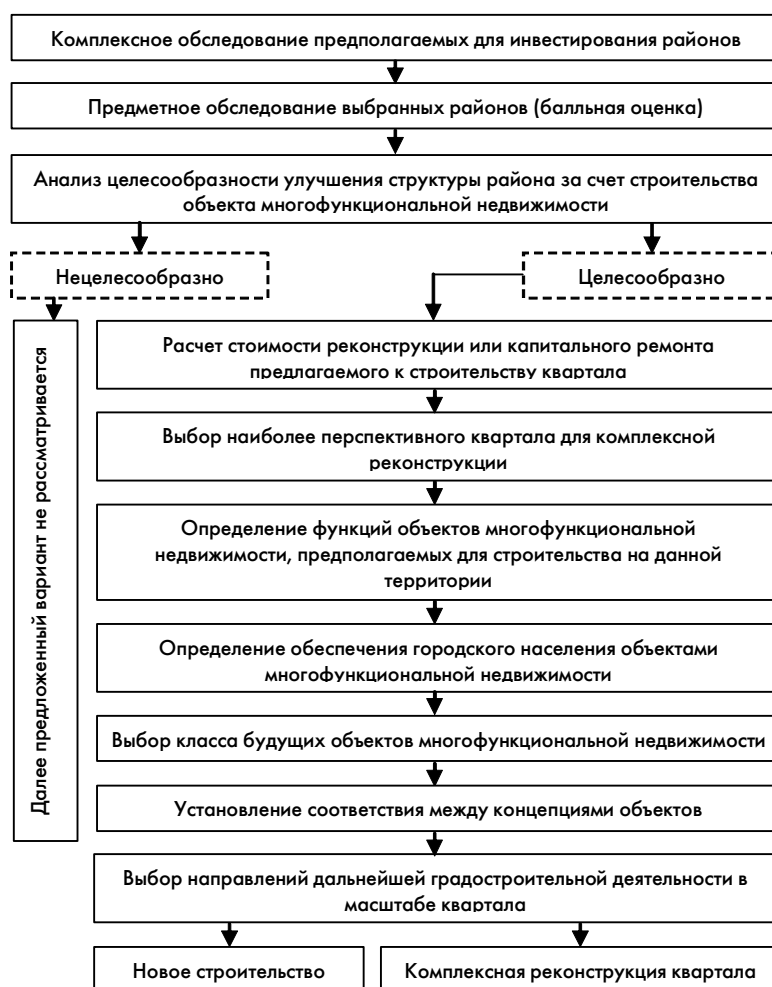 Комплексное обследование предполагаемых для инвестирования районов
Предметное обследование выбранных районов (балльная оценка)
Анализ целесообразности улучшения структуры района за счет строительства
объекта многофункциональной недвижимости
Нецелесообразно
Целесообразно
Далее предложенный вариант не рассматривается
Расчет стоимости реконструкции или капитального ремонта
предлагаемого к строительству квартала
Выбор наиболее перспективного квартала для комплексной
реконструкции
Определение функций объектов многофункциональной
недвижимости, предполагаемых для строительства на данной
территории
Определение обеспечения городского населения объектами
многофункциональной недвижимости
Выбор класса будущих объектов многофункциональной недвижимости
Установление соответствия между концепциями объектов
Выбор направлений дальнейшей градостроительной деятельности в
масштабе квартала
Новое строительство
Комплексная реконструкция квартала